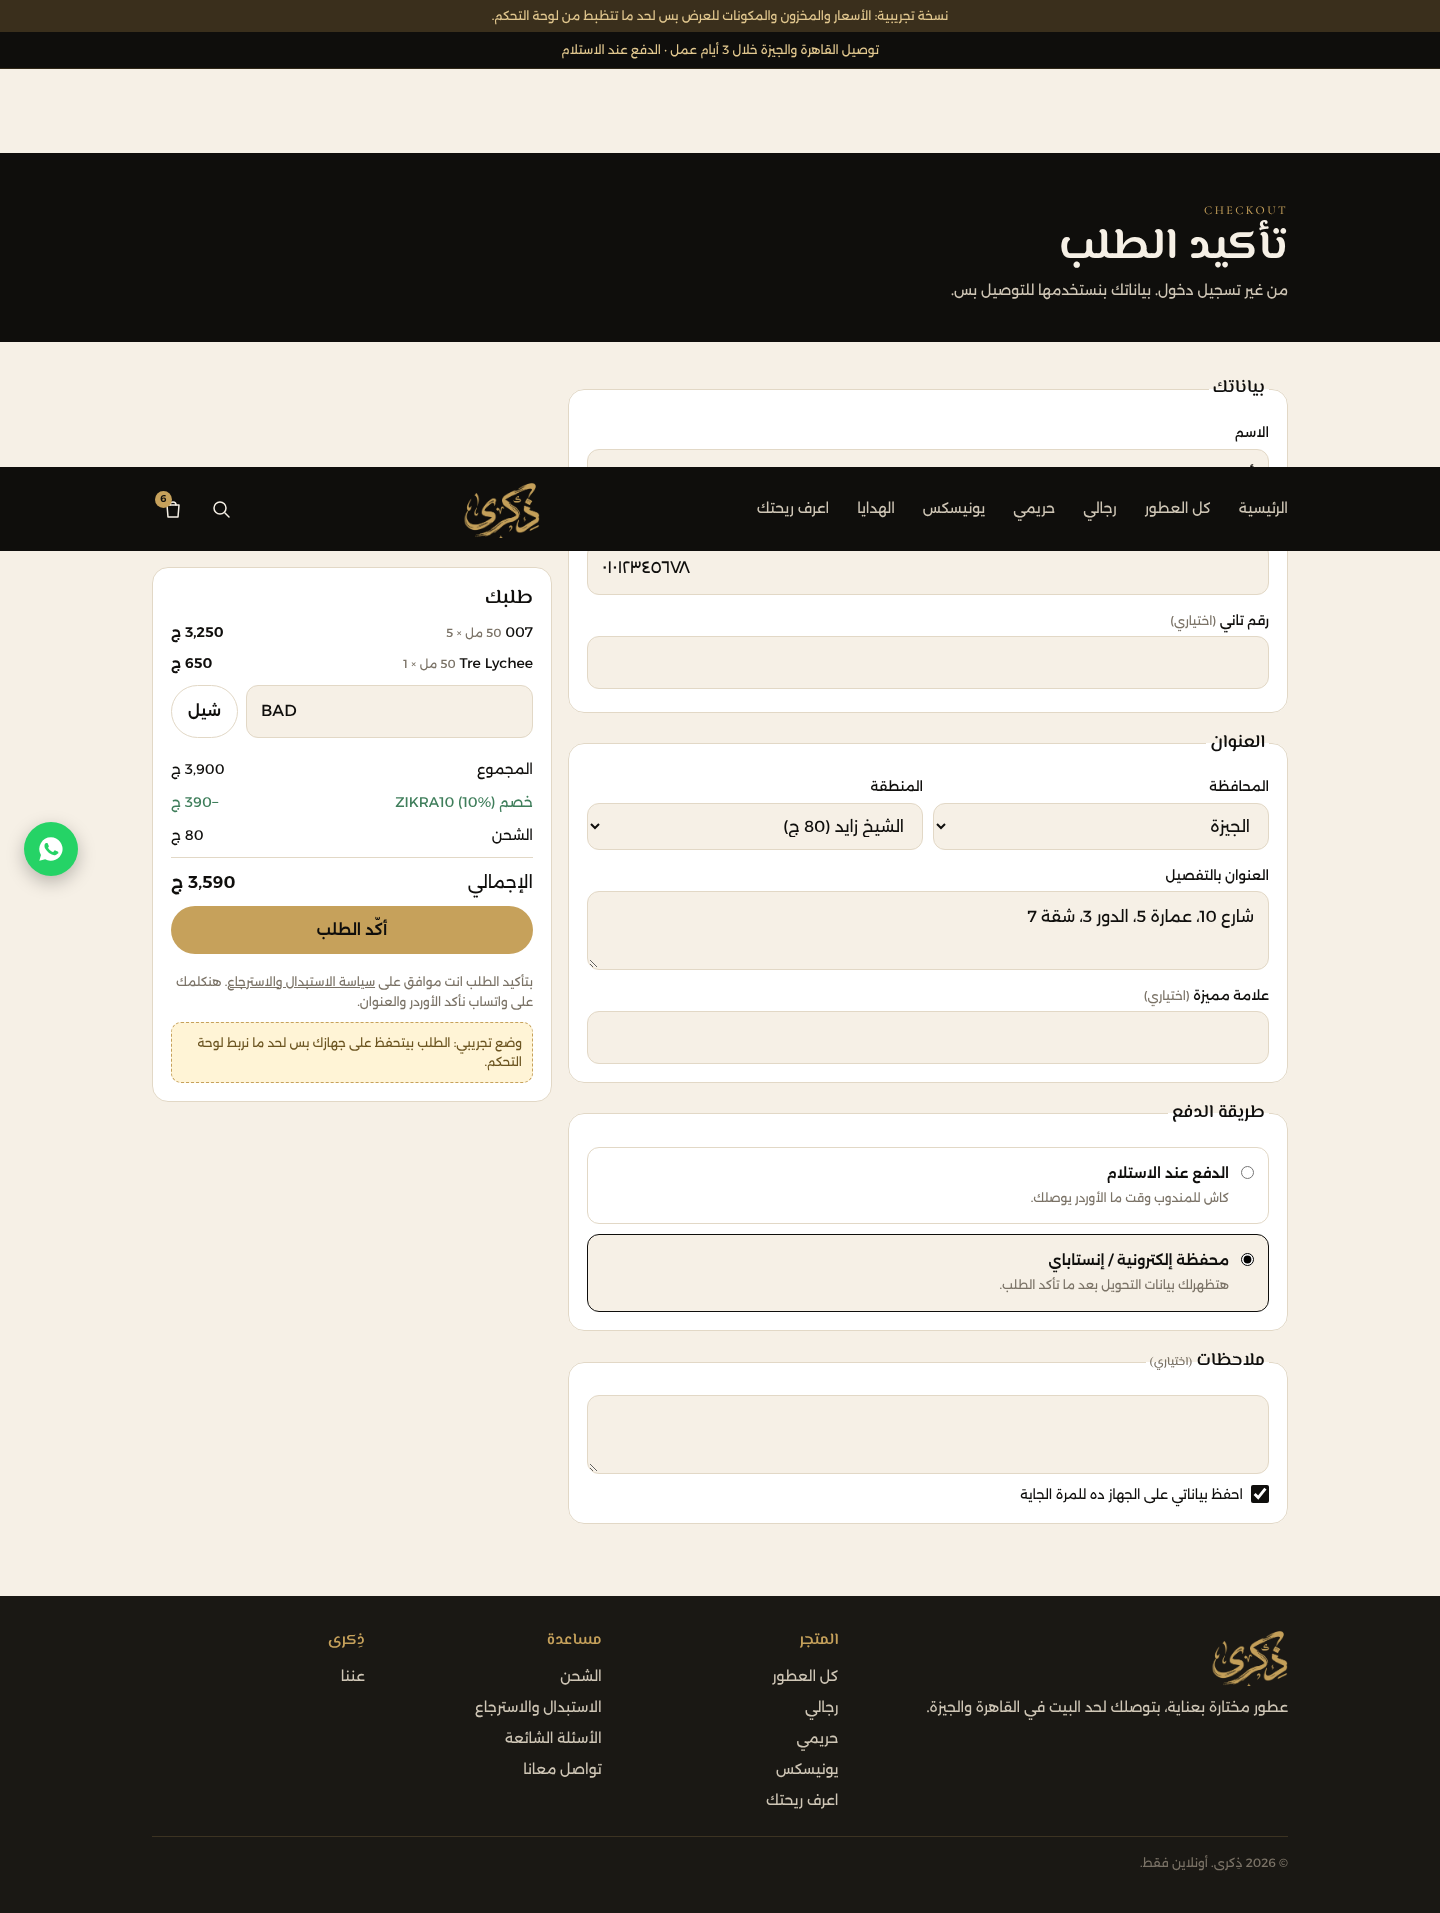 نسخة تجريبية: الأسعار والمخزون والمكونات للعرض بس لحد ما تتظبط من لوحة التحكم.
توصيل القاهرة والجيزة خلال 3 أيام عمل · الدفع عند الاستلام
CHECKOUT
تأكيد الطلب
من غير تسجيل دخول. بياناتك بنستخدمها للتوصيل بس.
بياناتك
الاسم
الرئيسية
كل العطور
رجالي
حريمي
يونيسكس
الهدايا
اعرف ريحتك
ذِكرى
6
٠١٠١٢٣٤٥٦٧٨
رقم تاني (اختياري)
العنوان
المحافظة
المنطقة
الجيزة
الشيخ زايد (80 ج)
العنوان بالتفصيل
شارع 10، عمارة 5، الدور 3، شقة 7
علامة مميزة (اختياري)
طريقة الدفع
الدفع عند الاستلام
كاش للمندوب وقت ما الأوردر يوصلك.
محفظة إلكترونية / إنستاباي
هتظهرلك بيانات التحويل بعد ما تأكد الطلب.
ملاحظات (اختياري)
احفظ بياناتي على الجهاز ده للمرة الجاية
طلبك
007 50 مل × 5
3,250 ج
Tre Lychee 50 مل × 1
650 ج
BAD
شيل
المجموع
3,900 ج
خصم ZIKRA10 (10%)
−390 ج
الشحن
80 ج
الإجمالي
3,590 ج
أكّد الطلب
بتأكيد الطلب انت موافق على سياسة الاستبدال والاسترجاع. هنكلمك
على واتساب نأكد الأوردر والعنوان.
وضع تجريبي: الطلب بيتحفظ على جهازك بس لحد ما نربط لوحة
التحكم.
ذِكرى
عطور مختارة بعناية، بتوصلك لحد البيت في القاهرة والجيزة.
المتجر
كل العطور
رجالي
حريمي
يونيسكس
اعرف ريحتك
مساعدة
الشحن
الاستبدال والاسترجاع
الأسئلة الشائعة
تواصل معانا
ذِكرى
عننا
© 2026 ذِكرى. أونلاين فقط.